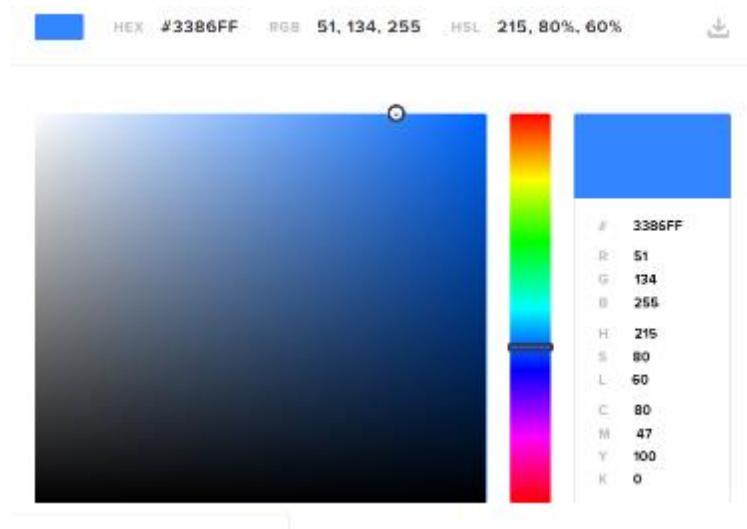 HEX #3386FF RGB 51, 134, 255 HSL 215, 80%, 60%
# 3386FF
R 51
G 134
B 255
H 215
S 80
L 60
C 80
M 47
Y 100
K 0